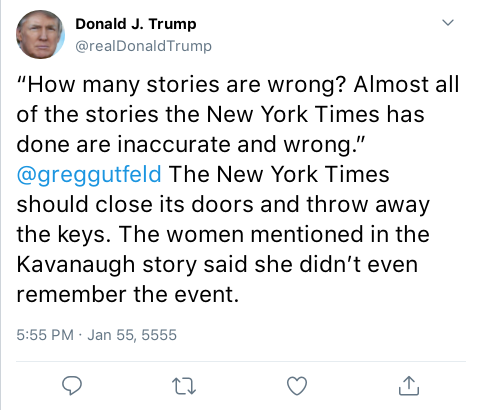 Donald J. Trump
@realDonaldTrump
“How many stories are wrong? Almost all
of the stories the New York Times has
done are inaccurate and wrong.”
@greggutfeld The New York Times
should close its doors and throw away
the keys. The women mentioned in the
Kavanaugh story said she didn’t even
remember the event.
5:55 PM · Jan 55, 5555